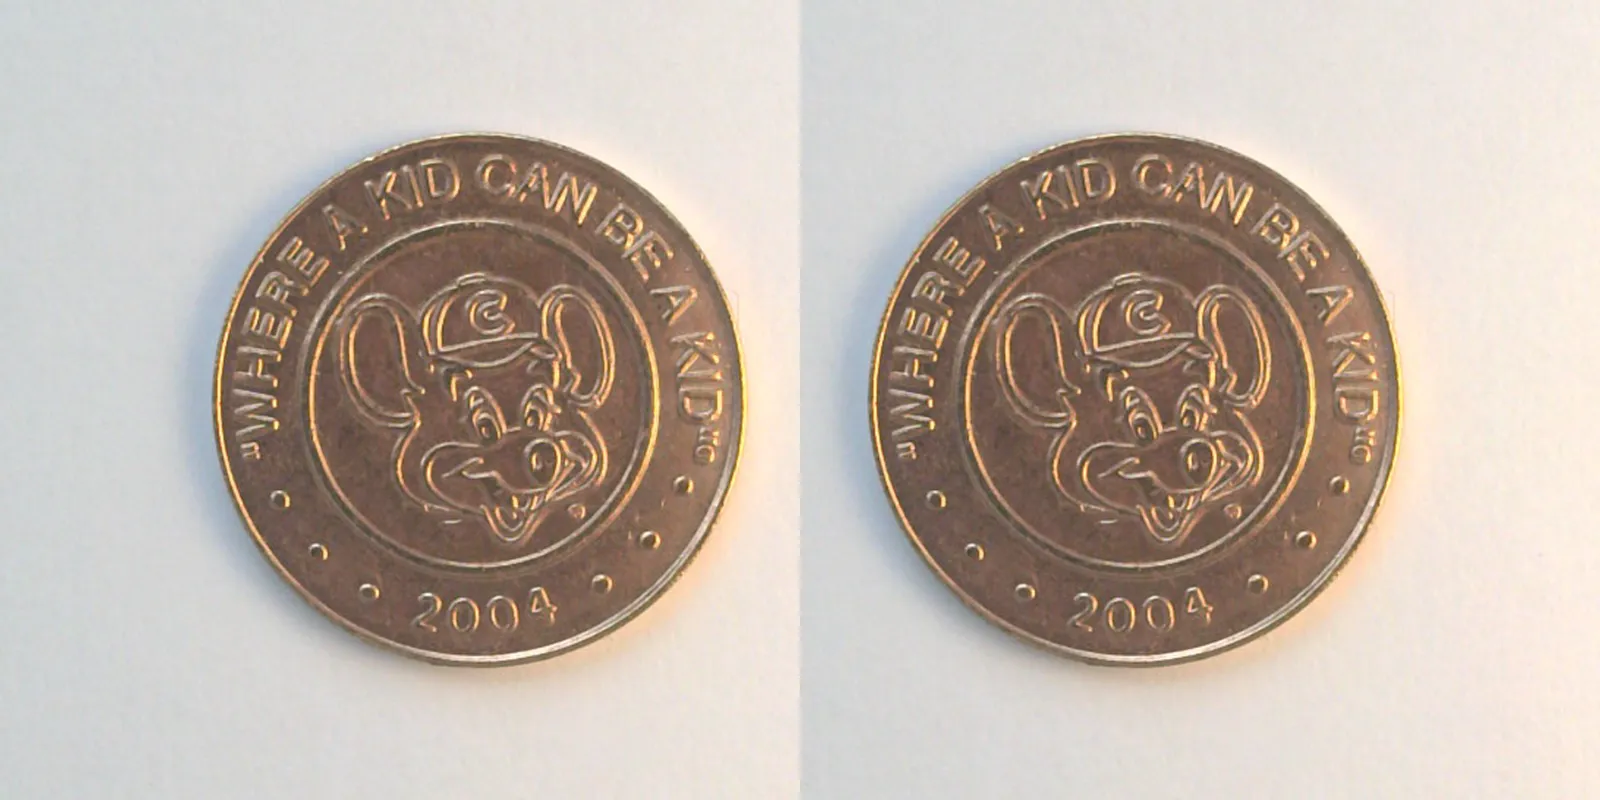 "WHERE A KID CAN BE A KID"®
C
2004
"WHERE A KID CAN BE A KID"®
C
2004